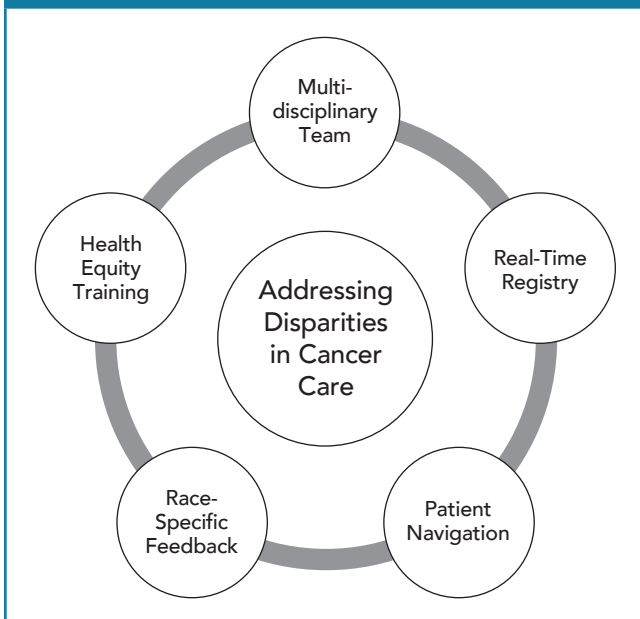 Multi-
disciplinary
Team
Real-Time
Registry
Patient
Navigation
Race-
Specific
Feedback
Health
Equity
Training
Addressing
Disparities
in Cancer
Care